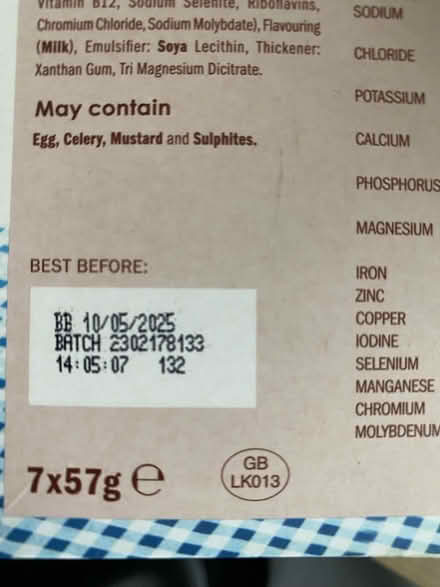 Vitamin B12, Sodium Selenite, Riboflavins,
Chromium Chloride, Sodium Molybdate), Flavouring
(Milk), Emulsifier: Soya Lecithin, Thickener:
Xanthan Gum, Tri Magnesium Dicitrate.
May contain
Egg, Celery, Mustard and Sulphites.
BEST BEFORE:
BB 10/05/2025
BATCH 2302178133
14:05:07 132
7x57g e
GB
LK013
SODIUM
CHLORIDE
POTASSIUM
CALCIUM
PHOSPHORUS
MAGNESIUM
IRON
ZINC
COPPER
IODINE
SELENIUM
MANGANESE
CHROMIUM
MOLYBDENUM